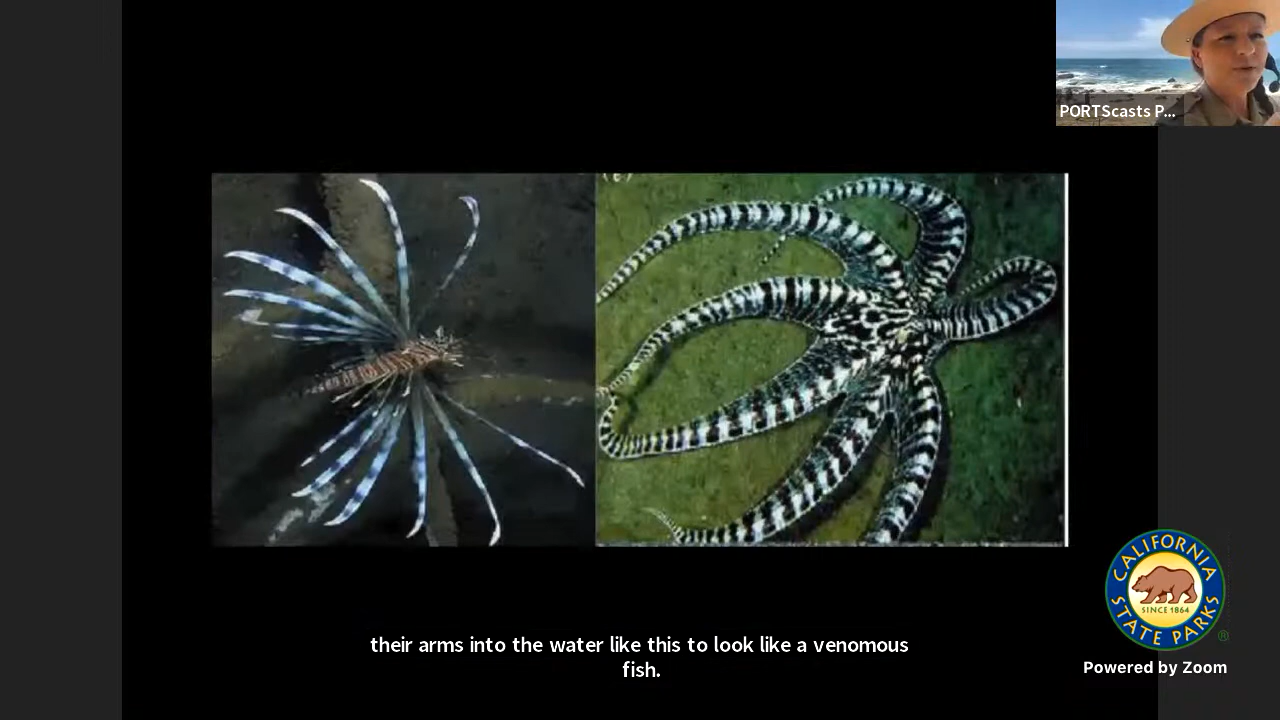 PORTScasts P...
their arms into the water like this to look like a venomous
fish.
CALIFORNIA
STATE PARKS
SINCE 1864
®
Powered by Zoom